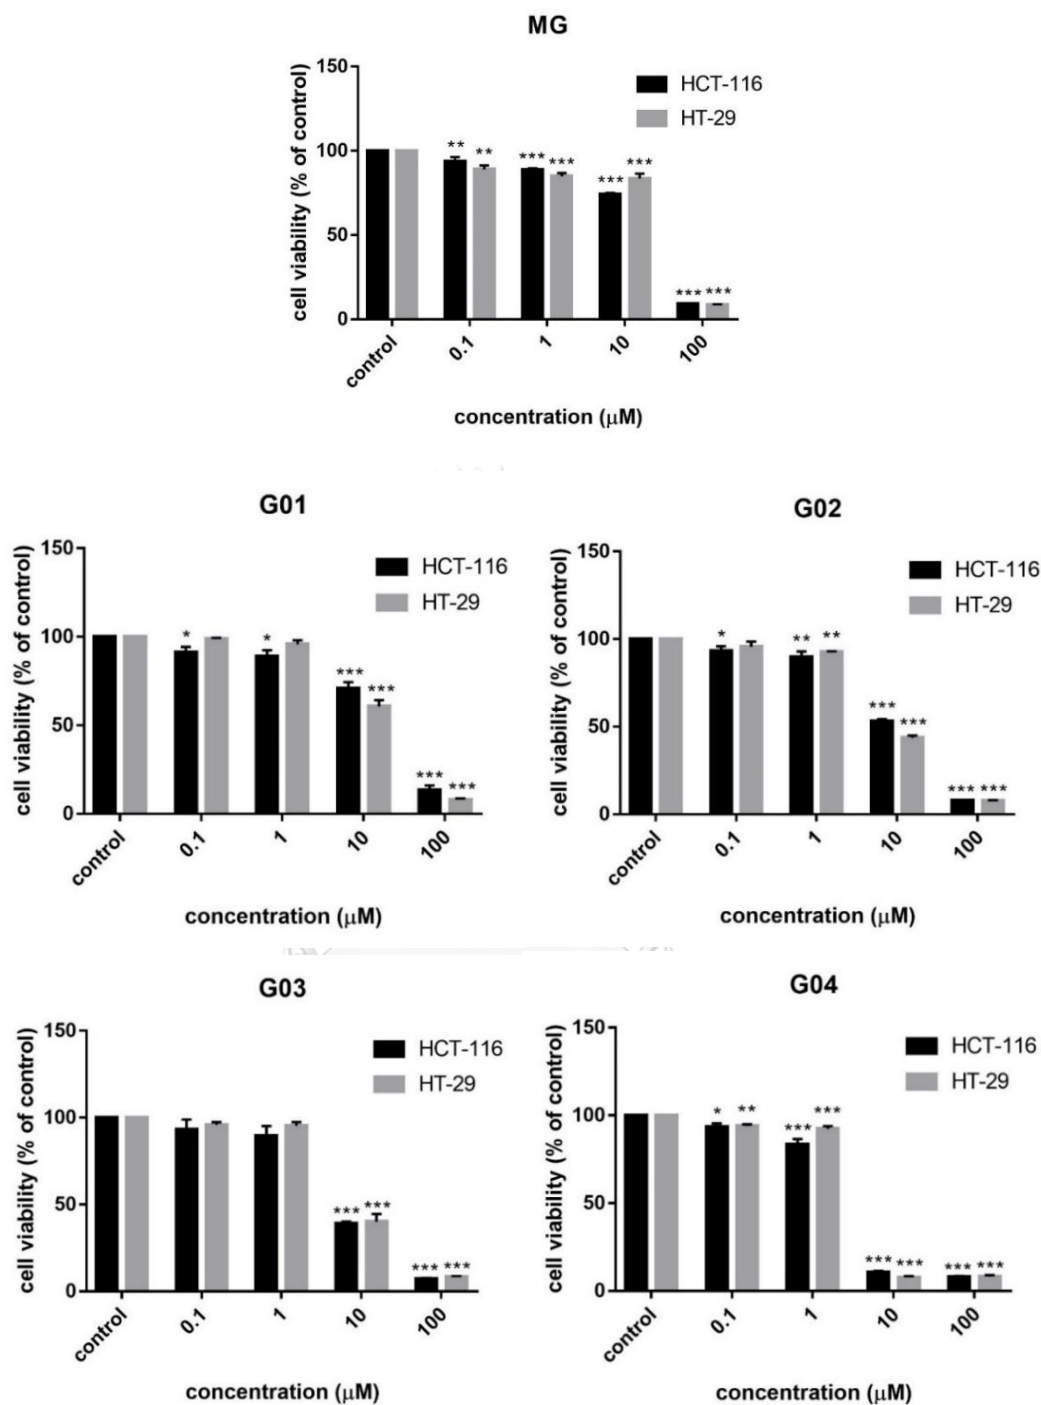 MG
150
100
50
0
cell viability (% of control)
HCT-116
HT-29
** ** *** *** *** *** *** ***
control 0.1 1 10 100
concentration (μM)
G01
150
100
50
0
cell viability (% of control)
HCT-116
HT-29
* * *** *** *** ***
control 0.1 1 10 100
concentration (μM)
G02
150
100
50
0
cell viability (% of control)
HCT-116
HT-29
* ** ** *** *** *** ***
control 0.1 1 10 100
concentration (μM)
G03
150
100
50
0
cell viability (% of control)
HCT-116
HT-29
*** *** *** ***
control 0.1 1 10 100
concentration (μM)
G04
150
100
50
0
cell viability (% of control)
HCT-116
HT-29
* ** *** *** *** *** *** ***
control 0.1 1 10 100
concentration (μM)